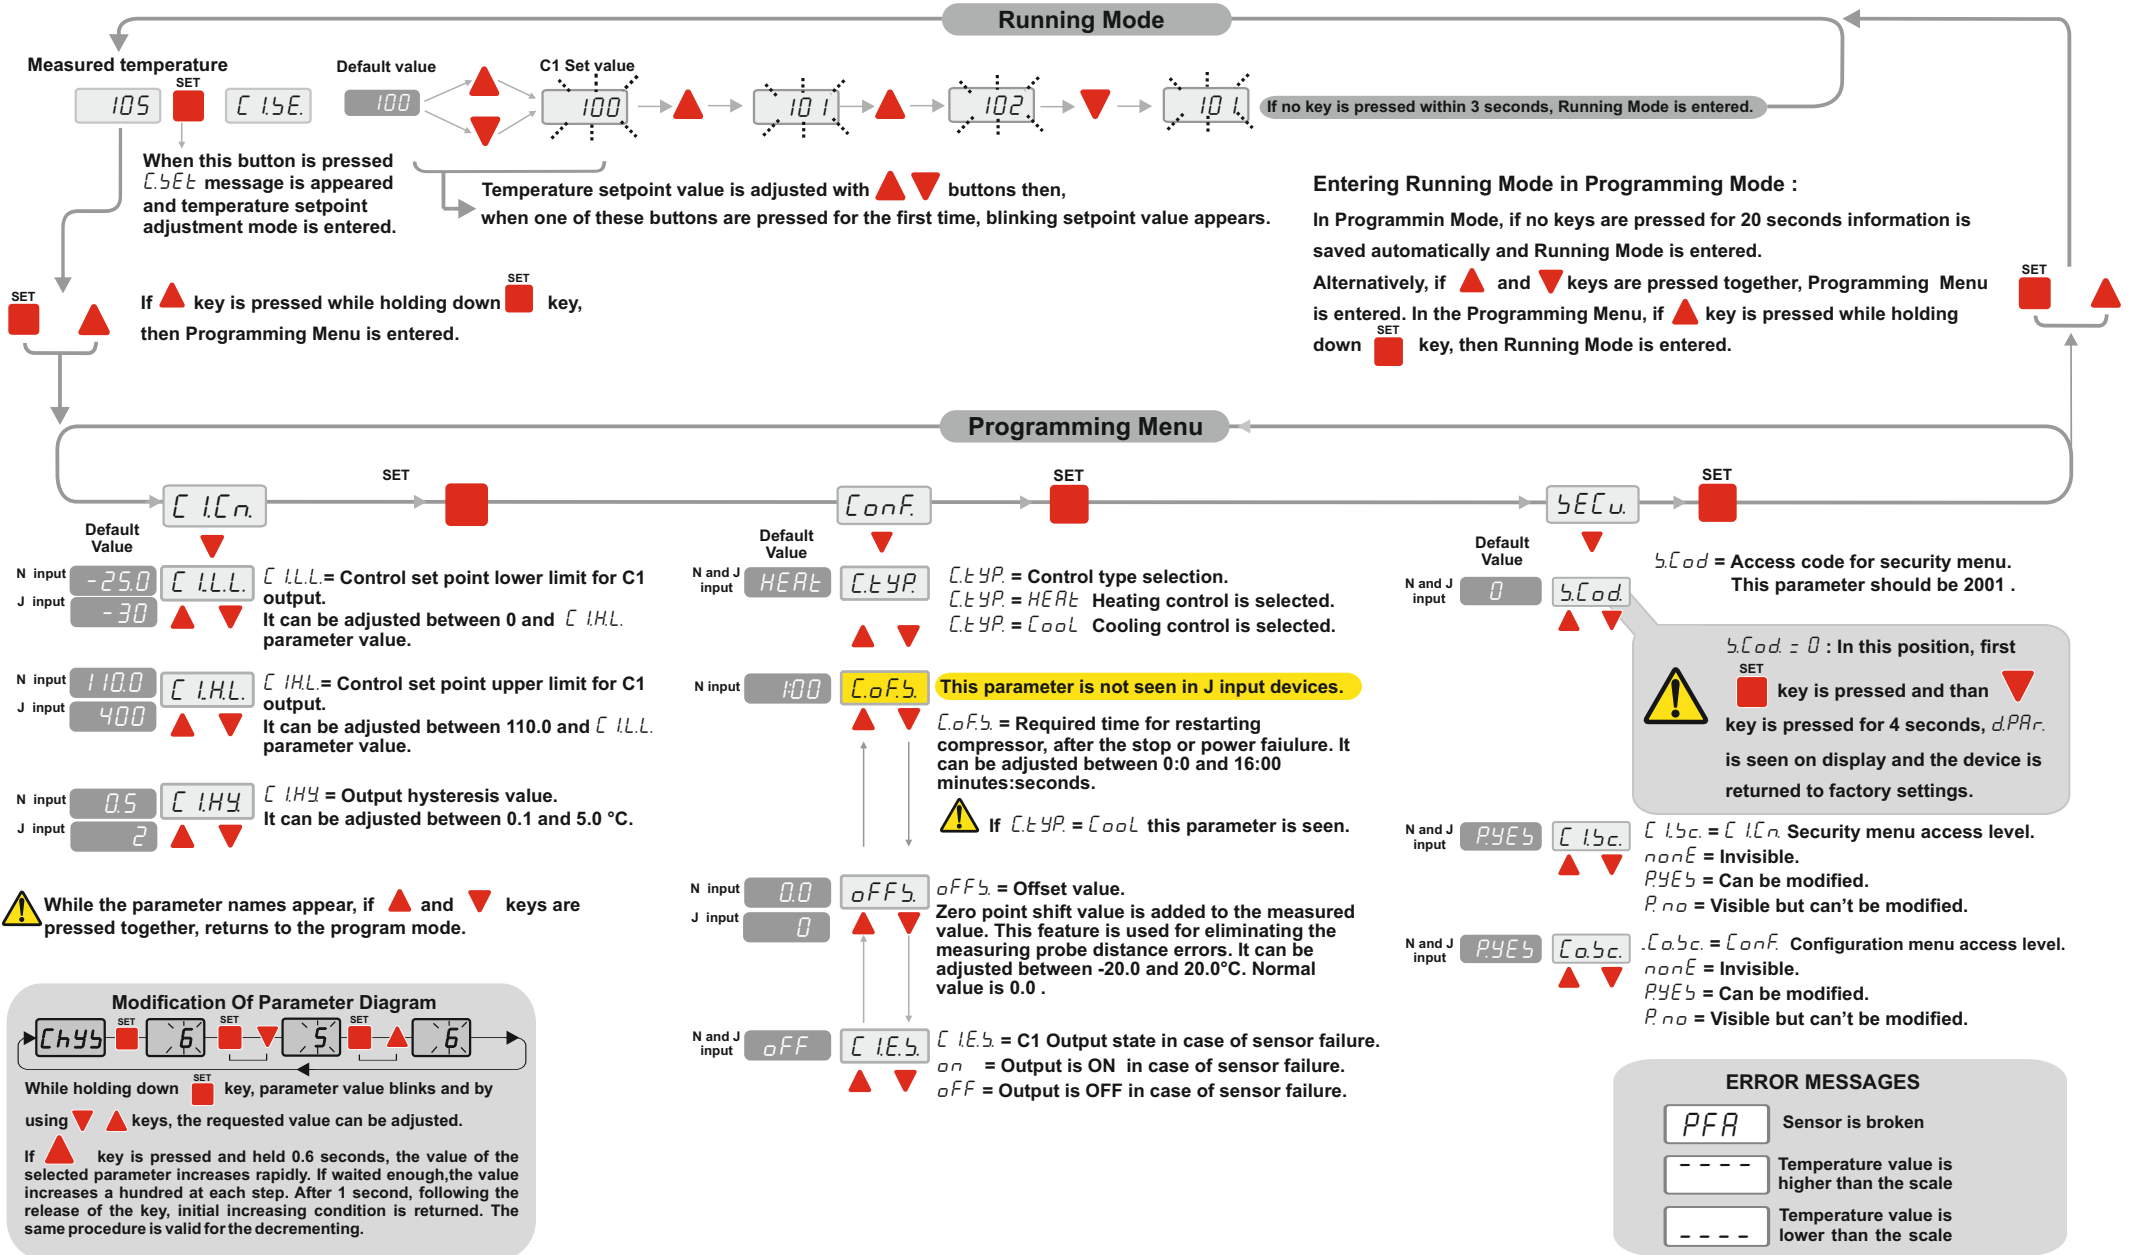 Running Mode
Measured temperature
SET
105
C1.SE.
Default value
100
C1 Set value
100
101
102
101.
If no key is pressed within 3 seconds, Running Mode is entered.
When this button is pressed
C.SEt message is appeared
and temperature setpoint
adjustment mode is entered.
Temperature setpoint value is adjusted with buttons then,
when one of these buttons are pressed for the first time, blinking setpoint value appears.
Entering Running Mode in Programming Mode :
In Programmin Mode, if no keys are pressed for 20 seconds information is
saved automatically and Running Mode is entered.
Alternatively, if and keys are pressed together, Programming Menu
is entered. In the Programming Menu, if key is pressed while holding
SET
down key, then Running Mode is entered.
SET
SET
SET
If key is pressed while holding down key,
then Programming Menu is entered.
Programming Menu
C1.Cn.
SET
ConF.
SET
SECu.
SET
Default
Value
N input
-25.0
C1.L.L.
J input
-30
C1.L.L.= Control set point lower limit for C1
output.
It can be adjusted between 0 and C1.H.L.
parameter value.
N input
110.0
C1.H.L.
J input
400
C1H.L.= Control set point upper limit for C1
output.
It can be adjusted between 110.0 and C1.L.L.
parameter value.
N input
0.5
C1.HY.
J input
2
C1.HY. = Output hysteresis value.
It can be adjusted between 0.1 and 5.0 °C.
While the parameter names appear, if and keys are
pressed together, returns to the program mode.
Modification Of Parameter Diagram
ChYS
SET
6
SET
5
SET
6
SET
While holding down key, parameter value blinks and by
using keys, the requested value can be adjusted.
If key is pressed and held 0.6 seconds, the value of the
selected parameter increases rapidly. If waited enough,the value
increases a hundred at each step. After 1 second, following the
release of the key, initial increasing condition is returned. The
same procedure is valid for the decrementing.
Default
Value
N and J
input
HEAt
C.tYP.
C.tYP. = Control type selection.
C.tYP. = HEAt Heating control is selected.
C.tYP. = CooL Cooling control is selected.
N input
1:00
C.oF.S.
This parameter is not seen in J input devices.
C.oF.S. = Required time for restarting
compressor, after the stop or power faiulure. It
can be adjusted between 0:0 and 16:00
minutes:seconds.
If C.tYP. = CooL this parameter is seen.
N input
0.0
oFFS.
J input
0
oFFS. = Offset value.
Zero point shift value is added to the measured
value. This feature is used for eliminating the
measuring probe distance errors. It can be
adjusted between -20.0 and 20.0°C. Normal
value is 0.0 .
N and J
input
oFF
C1.E.S.
C1.E.S. = C1 Output state in case of sensor failure.
on = Output is ON in case of sensor failure.
oFF = Output is OFF in case of sensor failure.
Default
Value
N and J
input
0
S.Cod.
S.Cod = Access code for security menu.
This parameter should be 2001 .
S.Cod. = 0 : In this position, first
SET
key is pressed and than
key is pressed for 4 seconds, d.PAr.
is seen on display and the device is
returned to factory settings.
N and J
input
P.YES
C1.Sc.
C1.Sc. = C1.Cn. Security menu access level.
nonE = Invisible.
P.YES = Can be modified.
P. no = Visible but can't be modified.
N and J
input
P.YES
Co.Sc.
.Co.Sc. = ConF. Configuration menu access level.
nonE = Invisible.
P.YES = Can be modified.
P. no = Visible but can't be modified.
ERROR MESSAGES
PFA
Sensor is broken
- - - -
Temperature value is
higher than the scale
_ _ _ _
Temperature value is
lower than the scale